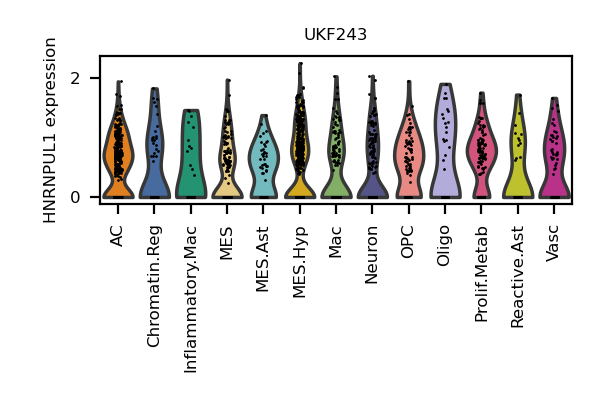 UKF243
HNRNPUL1 expression
2
0
AC
Chromatin.Reg
Inflammatory.Mac
MES
MES.Ast
MES.Hyp
Mac
Neuron
OPC
Oligo
Prolif.Metab
Reactive.Ast
Vasc